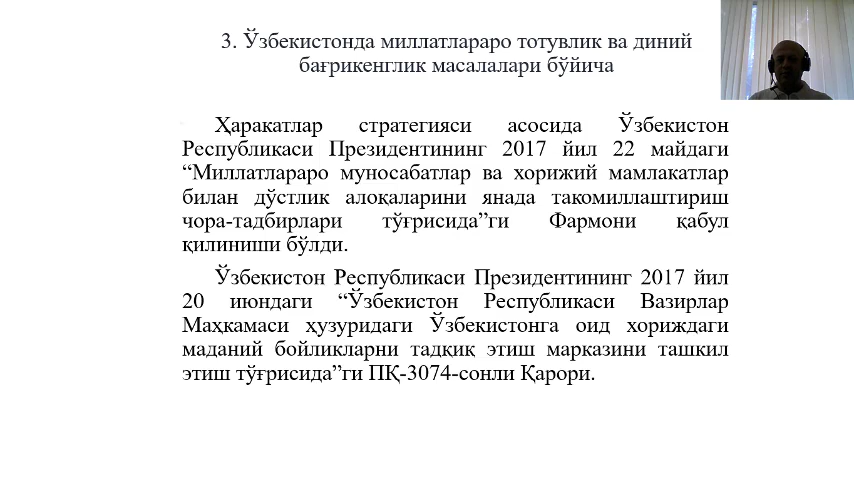 3. Ўзбекистонда миллатлараро тотувлик ва диний
бағрикенглик масалалари бўйича
Ҳаракатлар стратегияси асосида Ўзбекистон
Республикаси Президентининг 2017 йил 22 майдаги
“Миллатлараро муносабатлар ва хорижий мамлакатлар
билан дўстлик алоқаларини янада такомиллаштириш
чора-тадбирлари тўғрисида”ги Фармони қабул
қилиниши бўлди.
Ўзбекистон Республикаси Президентининг 2017 йил
20 июндаги “Ўзбекистон Республикаси Вазирлар
Маҳкамаси ҳузуридаги Ўзбекистонга оид хориждаги
маданий бойликларни тадқиқ этиш марказини ташкил
этиш тўғрисида”ги ПҚ-3074-сонли Қарори.